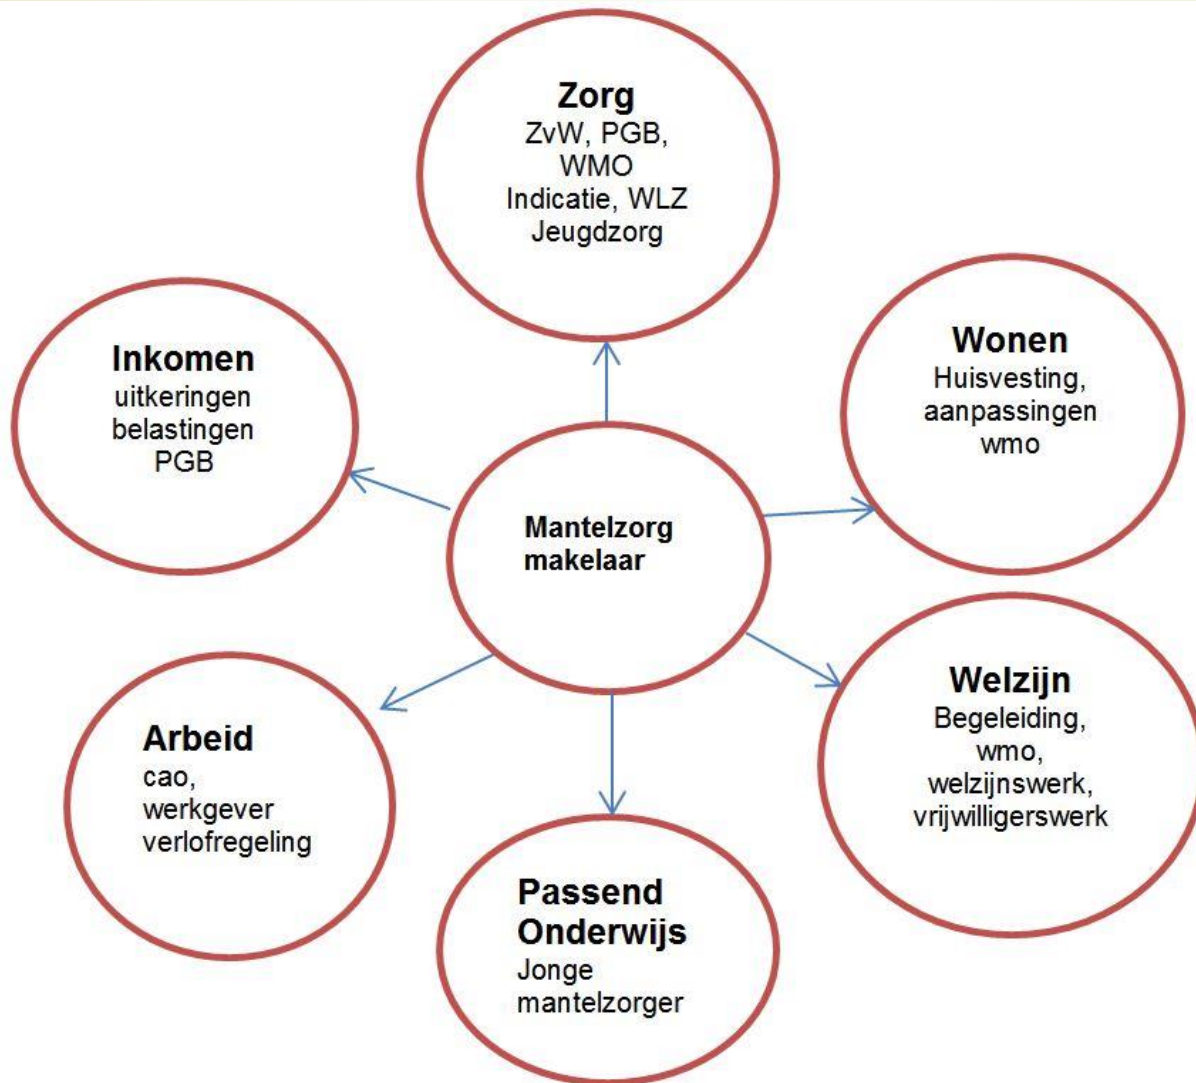 Zorg
ZvW, PGB,
WMO
Indicatie, WLZ
Jeugdzorg
Inkomen
uitkeringen
belastingen
PGB
Wonen
Huisvesting,
aanpassingen
wmo
Mantelzorg
makelaar
Arbeid
cao,
werkgever
verlofregeling
Welzijn
Begeleiding,
wmo,
welzijnswerk,
vrijwilligerswerk
Passend
Onderwijs
Jonge
mantelzorger